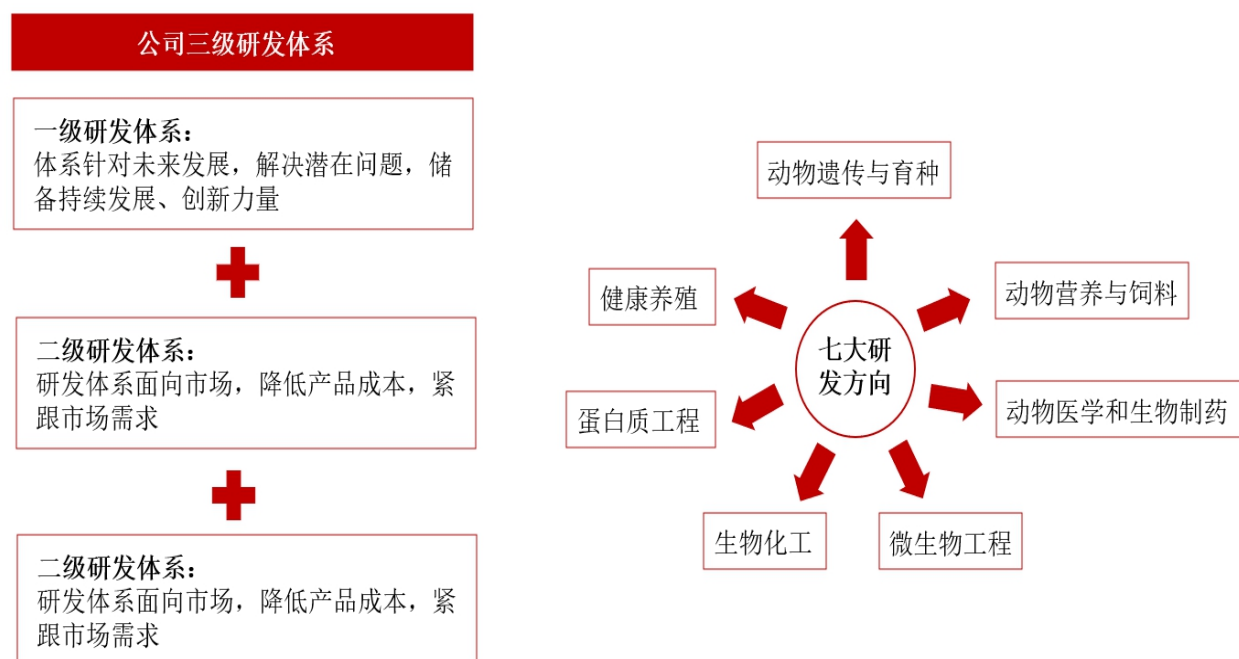 公司三级研发体系
一级研发体系：
体系针对未来发展，解决潜在问题，储
备持续发展、创新力量
二级研发体系：
研发体系面向市场，降低产品成本，紧
跟市场需求
二级研发体系：
研发体系面向市场，降低产品成本，紧
跟市场需求
动物遗传与育种
健康养殖
动物营养与饲料
七大研
发方向
蛋白质工程
动物医学和生物制药
生物化工
微生物工程